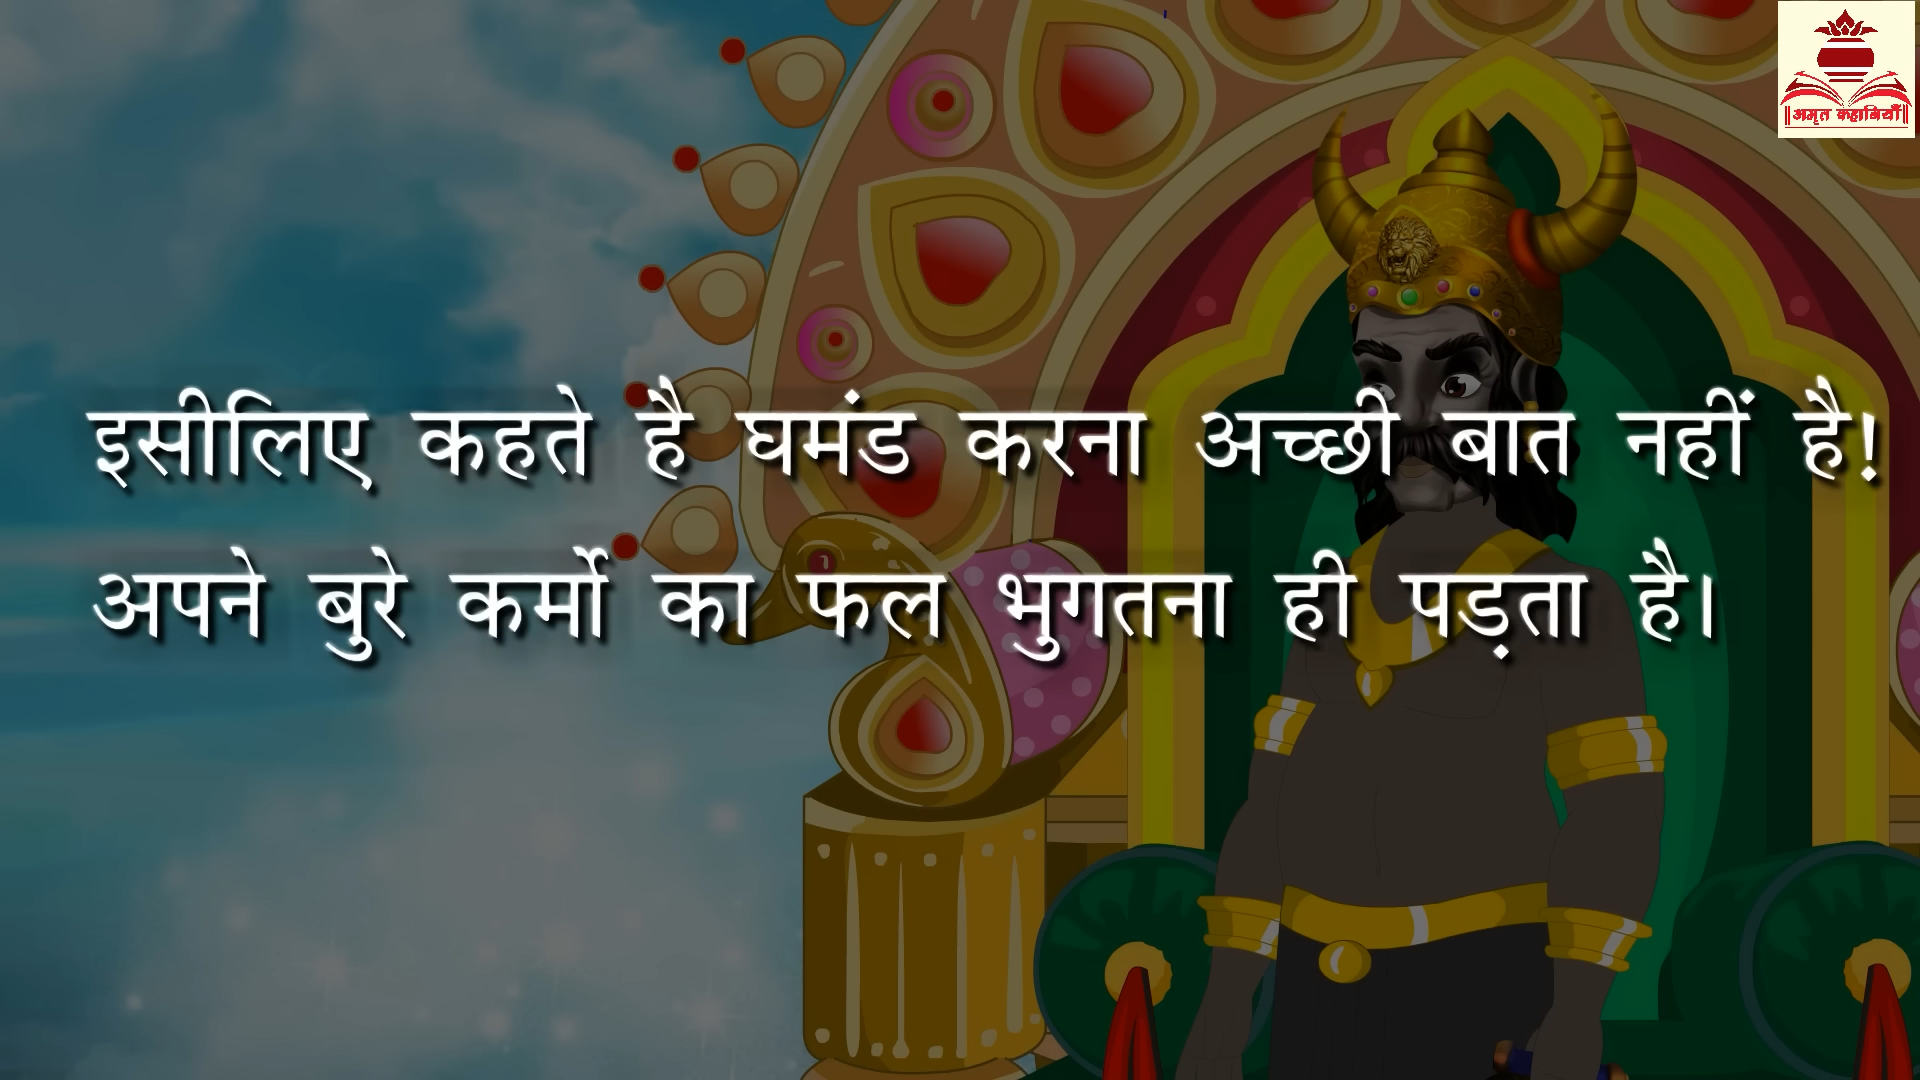 ॥अमृत कहानियाँ॥
इसीलिए कहते है घमंड करना अच्छी बात नहीं है!
अपने बुरे कर्मो का फल भुगतना ही पड़ता है।